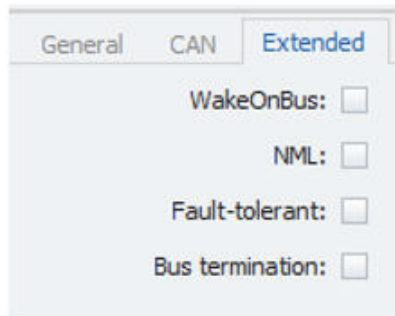 General CAN Extended
WakeOnBus:
NML:
Fault-tolerant:
Bus termination: